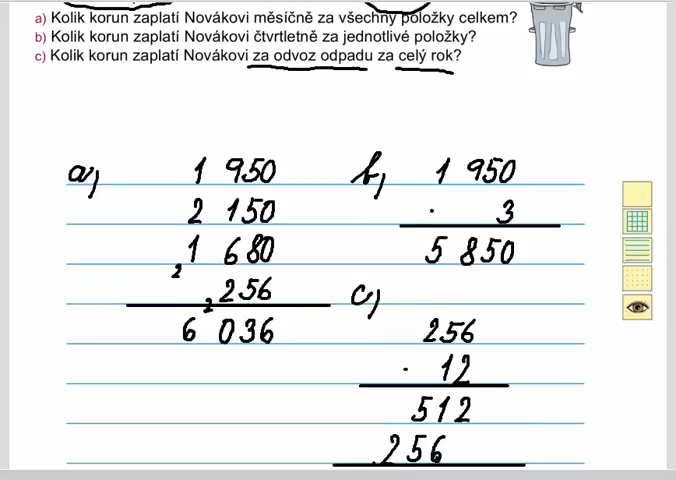 a) Kolik korun zaplatí Novákovi měsíčně za všechny položky celkem?
b) Kolik korun zaplatí Novákovi čtvrtletně za jednotlivé položky?
c) Kolik korun zaplatí Novákovi za odvoz odpadu za celý rok?
a)
1 950
2 150
1 680
2
256
2
6 036
b)
1 950
· 3
5 850
c)
256
· 12
512
256